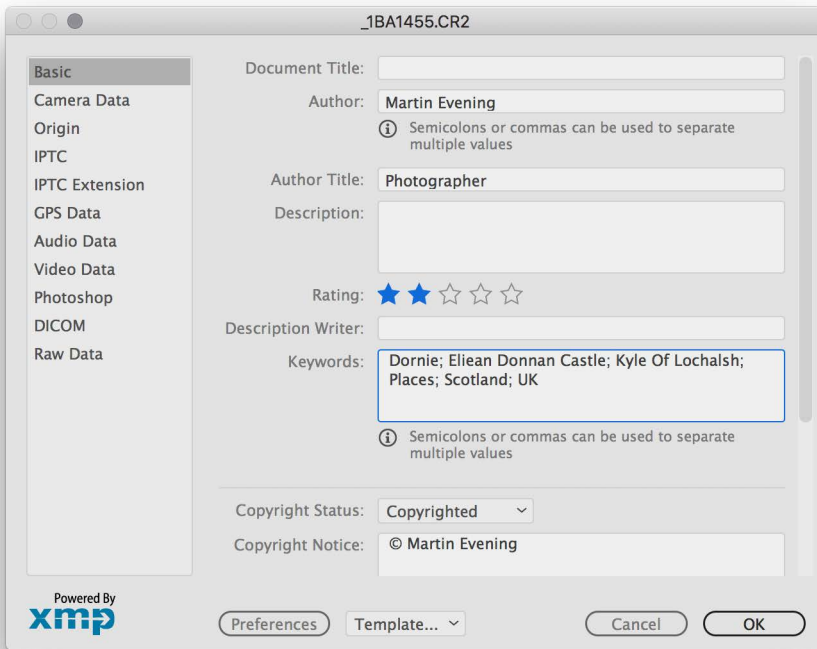 _1BA1455.CR2
Basic
Camera Data
Origin
IPTC
IPTC Extension
GPS Data
Audio Data
Video Data
Photoshop
DICOM
Raw Data
Document Title:
Author: Martin Evening
Semicolons or commas can be used to separate
multiple values
Author Title: Photographer
Description:
Rating:
Description Writer:
Keywords: Dornie; Eliean Donnan Castle; Kyle Of Lochalsh;
Places; Scotland; UK
Semicolons or commas can be used to separate
multiple values
Copyright Status: Copyrighted
Copyright Notice: © Martin Evening
Powered By
xmp
Preferences Template... Cancel OK